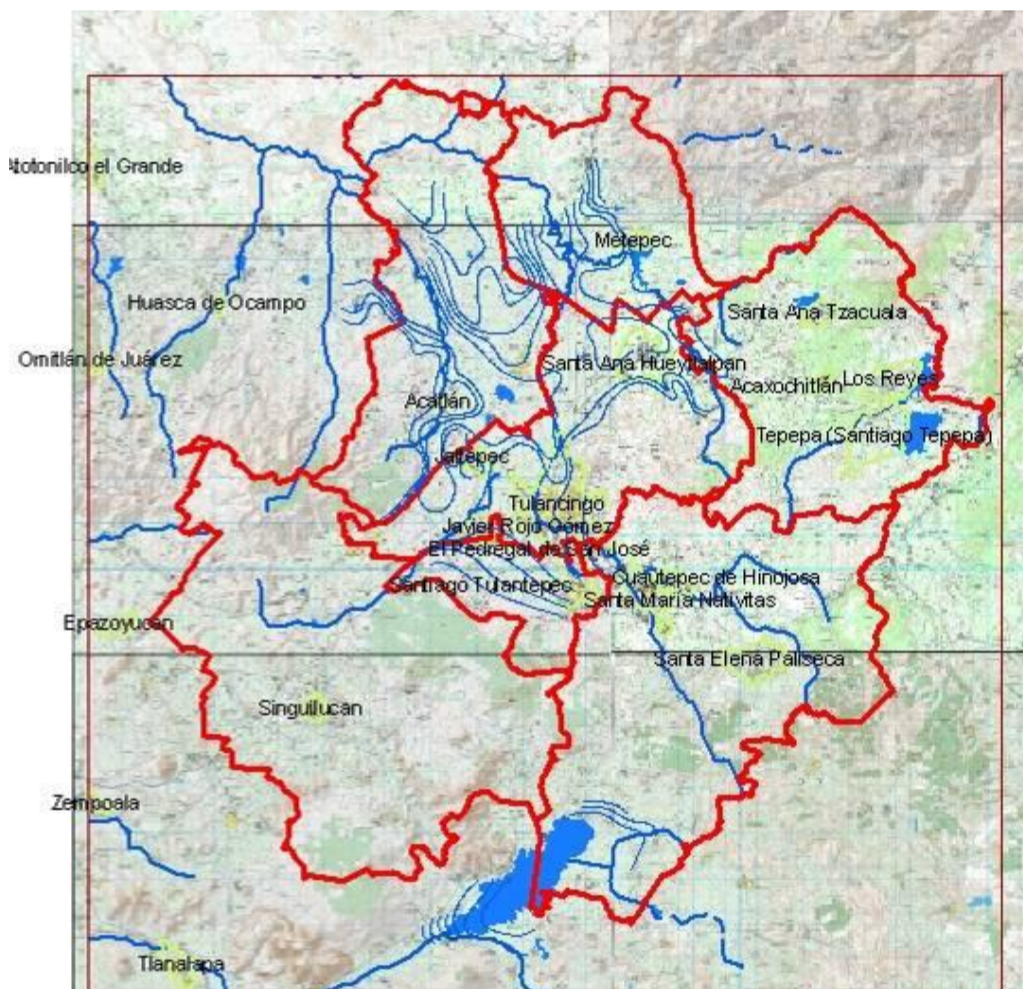 Atotonilco el Grande
Metepec
Huasca de Ocampo
Santa Ana Tzacuala
Omitlán de Juárez
Santa Ana Hueytlalpan
Acaxochitlán
Los Reyes
Acatlán
Tepepa (Santiago Tepepa)
Jaltepec
Tulancingo
Javier Rojo Gómez
El Pedregal de San José
Santiago Tulantepec
Cuautepec de Hinojosa
Santa María Nativitas
Epazoyucan
Santa Elena Paliseca
Singuilucan
Zempoala
Tlanalapa